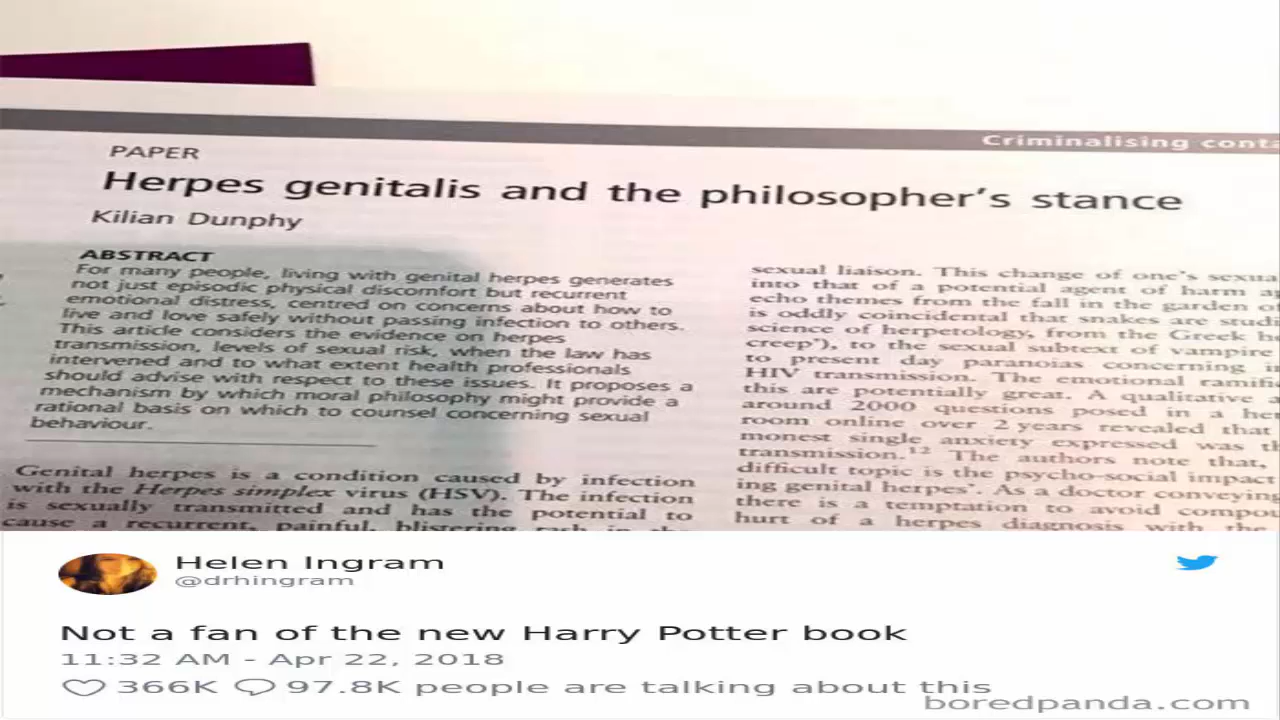 Criminalising
PAPER
Herpes genitalis and the philosopher's stance
Kilian Dunphy
ABSTRACT
For many people, living with genital herpes generates
not just episodic physical discomfort but recurrent
emotional distress, centred on concerns about how to
live and love safely without passing infection to others.
This article considers the evidence on herpes
transmission, levels of sexual risk, when the law has
intervened and to what extent health professionals
should advise with respect to these issues. It proposes a
mechanism by which moral philosophy might provide a
rational basis on which to counsel concerning sexual
behaviour.
Genital herpes is a condition caused by infection
with the Herpes simplex virus (HSV). The infection
is sexually transmitted and has the potential to
cause a recurrent, painful, blistering rash in the
sexual liaison. This change of one's
into that of a potential agent of harm
echo themes from the fall in the garden
is oddly coincidental that snakes are
science of herpetology, from the Greek
creep'), to the sexual subtext of vampire
to present day paranoias concerning
HIV transmission. The emotional
this are potentially great. A qualitative
around 2000 questions posed in a
room online over 2 years revealed that
monest single anxiety expressed was
transmission.12 The authors note that,
difficult topic is the psycho-social impact
ing genital herpes'. As a doctor conveying
there is a temptation to avoid
hurt of a herpes diagnosis with the
Helen Ingram
@drhingram
Not a fan of the new Harry Potter book
11:32 AM - Apr 22, 2018
366K 97.8K people are talking about this
boredpanda.com